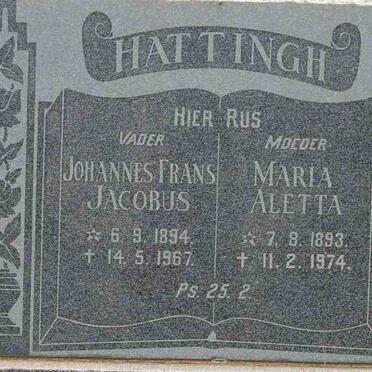 HATTINGH
HIER RUS
VADER
JOHANNES FRANS
JACOBUS
☆ 6. 9. 1894.
† 14. 5. 1967.
MOEDER
MARIA
ALETTA
☆ 7. 8. 1893.
† 11. 2. 1974.
Ps. 25. 2.